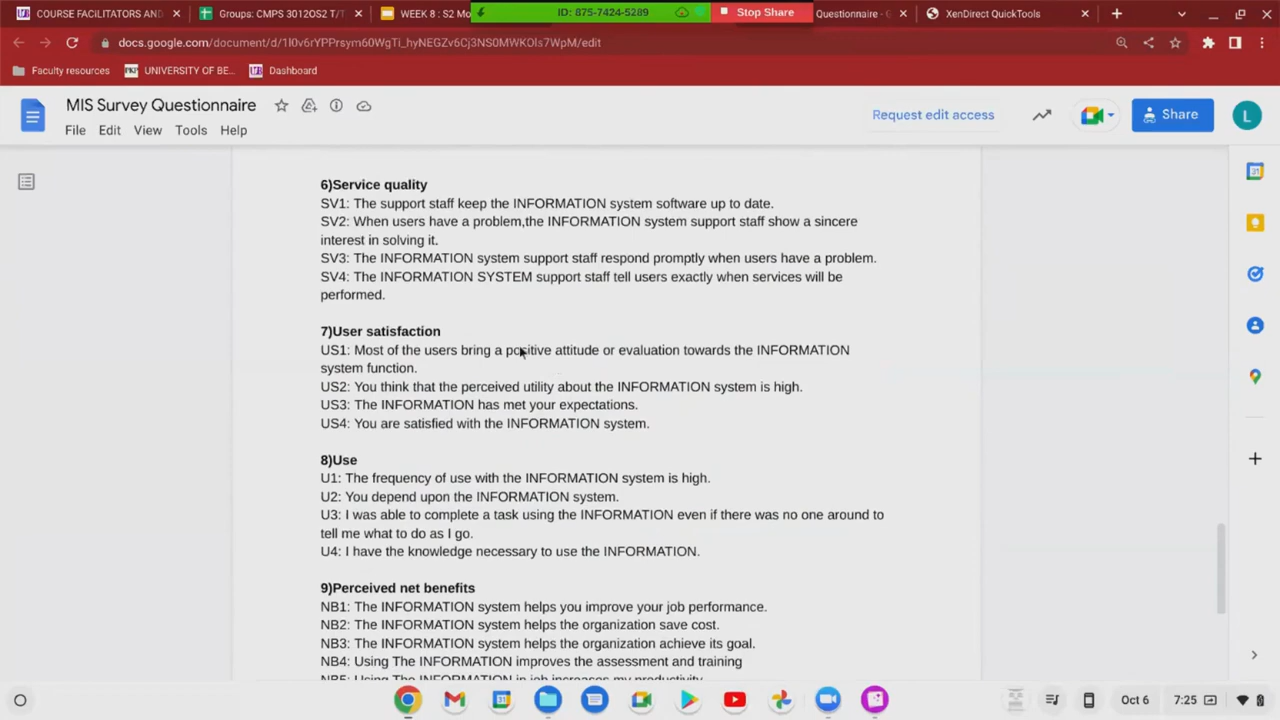 COURSE FACILITATORS AND
Groups: CMPS 3012OS2 T/T
WEEK 8 : S2 Mo
ID: 875-7424-5289
Stop Share
Questionnaire - G
XenDirect QuickTools
docs.google.com/document/d/1I0v6rYPPrsym60WgTi_hyNEGZv6Cj3NS0MWKOls7WpM/edit
Faculty resources
UNIVERSITY OF BE...
Dashboard
MIS Survey Questionnaire
File Edit View Tools Help
Request edit access
Share
L
6)Service quality
SV1: The support staff keep the INFORMATION system software up to date.
SV2: When users have a problem,the INFORMATION system support staff show a sincere
interest in solving it.
SV3: The INFORMATION system support staff respond promptly when users have a problem.
SV4: The INFORMATION SYSTEM support staff tell users exactly when services will be
performed.
7)User satisfaction
US1: Most of the users bring a positive attitude or evaluation towards the INFORMATION
system function.
US2: You think that the perceived utility about the INFORMATION system is high.
US3: The INFORMATION has met your expectations.
US4: You are satisfied with the INFORMATION system.
8)Use
U1: The frequency of use with the INFORMATION system is high.
U2: You depend upon the INFORMATION system.
U3: I was able to complete a task using the INFORMATION even if there was no one around to
tell me what to do as I go.
U4: I have the knowledge necessary to use the INFORMATION.
9)Perceived net benefits
NB1: The INFORMATION system helps you improve your job performance.
NB2: The INFORMATION system helps the organization save cost.
NB3: The INFORMATION system helps the organization achieve its goal.
NB4: Using The INFORMATION improves the assessment and training
NB5: Using The INFORMATION in job increases my productivity
Oct 6
7:25